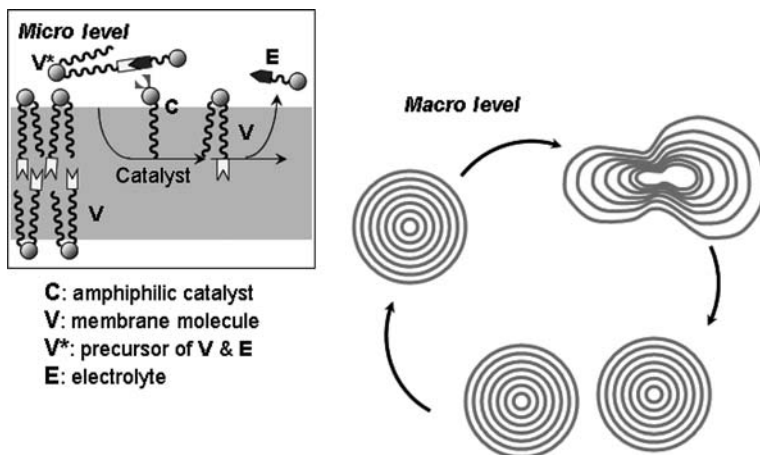 Micro level
V*
E
C
V
Catalyst
V
C: amphiphilic catalyst
V: membrane molecule
V*: precursor of V & E
E: electrolyte
Macro level